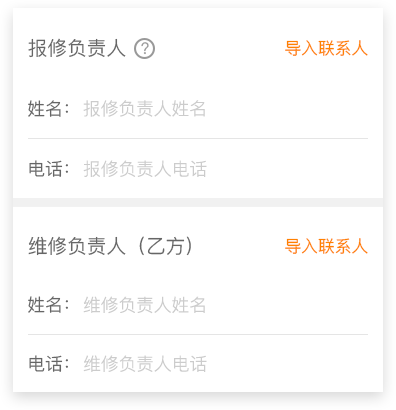 报修负责人 ? 导入联系人
姓名： 报修负责人姓名
电话： 报修负责人电话
维修负责人（乙方） 导入联系人
姓名： 维修负责人姓名
电话： 维修负责人电话